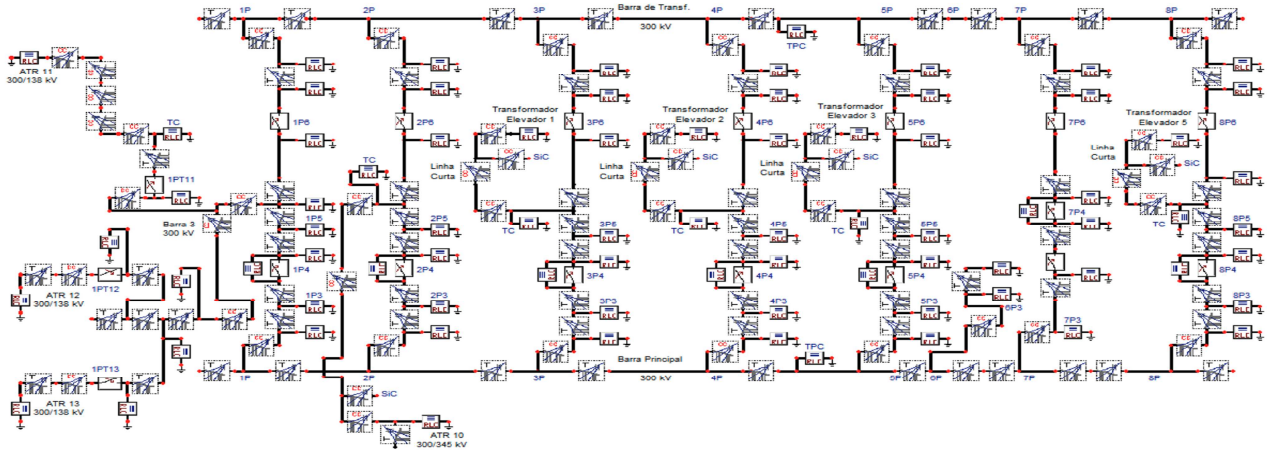 1P
2P
3P
Barra de Transf.
300 kV
4P
5P
6P
7P
8P
TPC
RLC
ATR 11
300/138 kV
TC
1PT11
Barra 3
300 kV
1PT12
ATR 12
300/138 kV
1PT13
ATR 13
300/138 kV
1P6
1P5
1P4
1P3
TC
2P6
2P5
2P4
2P3
Transformador
Elevador 1
SiC
Linha
Curta
TC
3P6
3P5
3P4
3P3
Transformador
Elevador 2
SiC
Linha
Curta
TC
4P6
4P5
4P4
4P3
Transformador
Elevador 3
SiC
Linha
Curta
TC
5P6
5P5
5P4
5P3
6P3
7P6
7P4
7P3
Transformador
Elevador 5
SiC
Linha
Curta
TC
8P6
8P5
8P4
8P3
1P
2P
3P
Barra Principal
300 kV
4P
TPC
5P
6P
7P
8P
SiC
RLC
ATR 10
300/345 kV